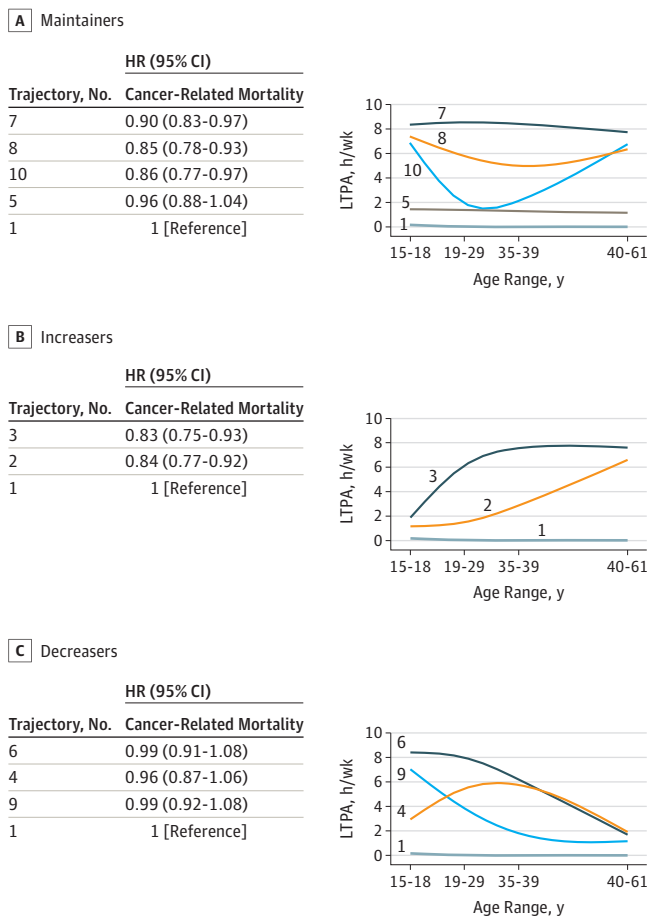 A Maintainers
HR (95% CI)
Trajectory, No. Cancer-Related Mortality
7 0.90 (0.83-0.97)
8 0.85 (0.78-0.93)
10 0.86 (0.77-0.97)
5 0.96 (0.88-1.04)
1 1 [Reference]
LTPA, h/wk
10
8
6
4
2
0
7
8
10
5
1
15-18 19-29 35-39 40-61
Age Range, y
B Increasers
HR (95% CI)
Trajectory, No. Cancer-Related Mortality
3 0.83 (0.75-0.93)
2 0.84 (0.77-0.92)
1 1 [Reference]
LTPA, h/wk
10
8
6
4
2
0
3
2
1
15-18 19-29 35-39 40-61
Age Range, y
C Decreasers
HR (95% CI)
Trajectory, No. Cancer-Related Mortality
6 0.99 (0.91-1.08)
4 0.96 (0.87-1.06)
9 0.99 (0.92-1.08)
1 1 [Reference]
LTPA, h/wk
10
8
6
4
2
0
6
9
4
1
15-18 19-29 35-39 40-61
Age Range, y